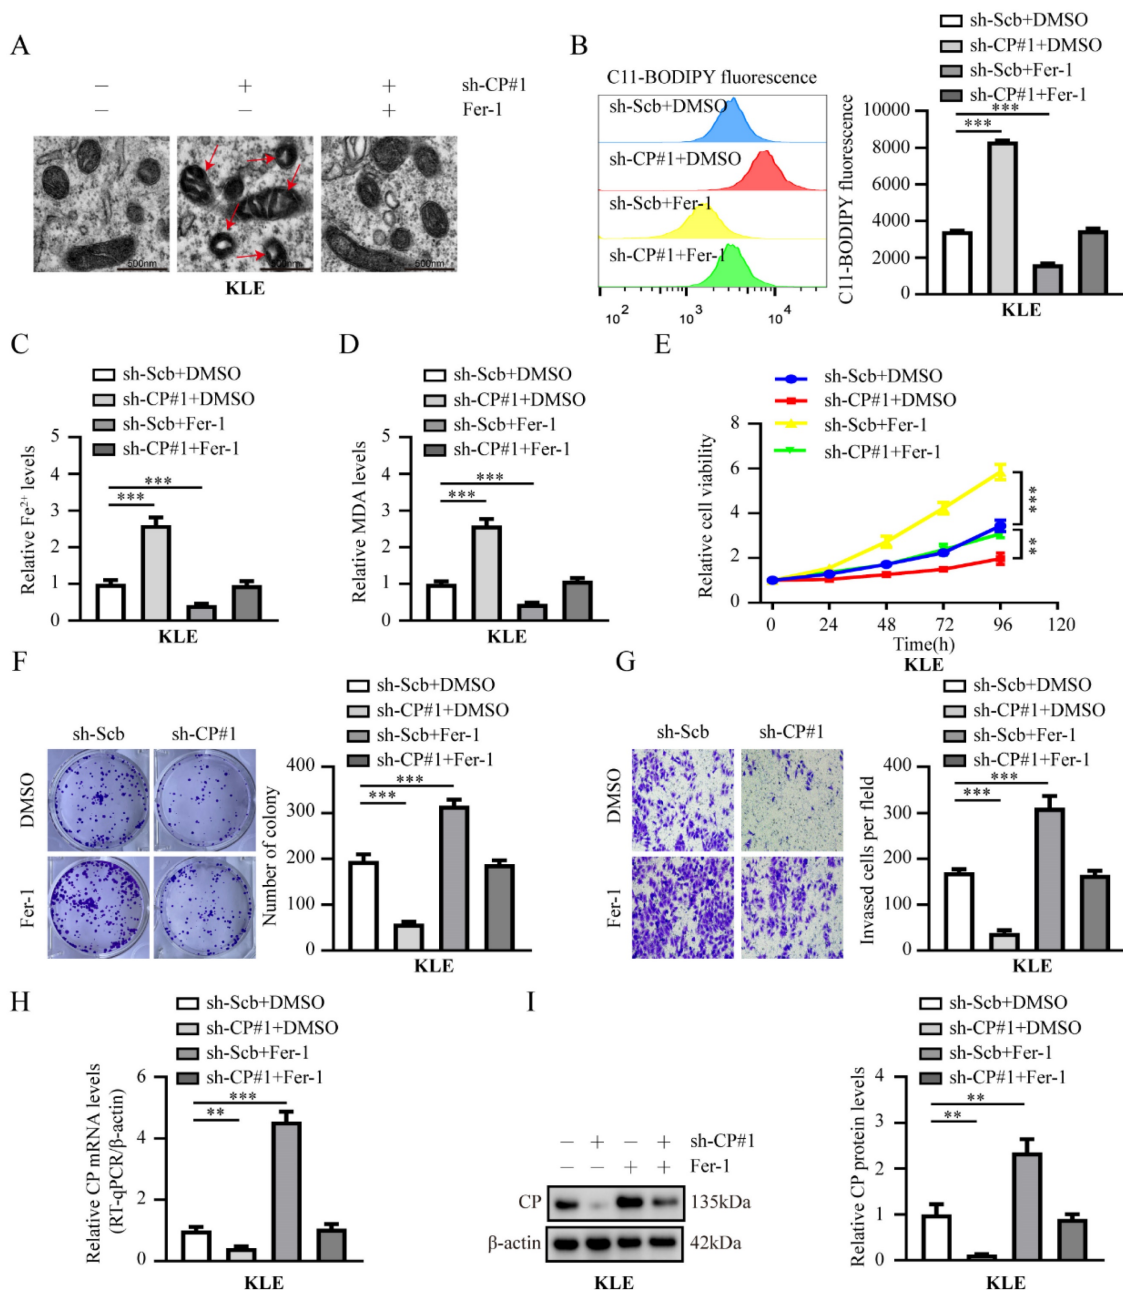 A
− + + sh-CP#1
− − + Fer-1
500nm 500nm 500nm
KLE
B
C11-BODIPY fluorescence
sh-Scb+DMSO
sh-CP#1+DMSO
sh-Scb+Fer-1
sh-CP#1+Fer-1
10² 10³ 10⁴
sh-Scb+DMSO
sh-CP#1+DMSO
sh-Scb+Fer-1
sh-CP#1+Fer-1
C11-BODIPY fluorescence
10000
8000
6000
4000
2000
0
***
***
KLE
C
sh-Scb+DMSO
sh-CP#1+DMSO
sh-Scb+Fer-1
sh-CP#1+Fer-1
Relative Fe²⁺ levels
5
4
3
2
1
0
***
***
KLE
D
sh-Scb+DMSO
sh-CP#1+DMSO
sh-Scb+Fer-1
sh-CP#1+Fer-1
Relative MDA levels
5
4
3
2
1
0
***
***
KLE
E
sh-Scb+DMSO
sh-CP#1+DMSO
sh-Scb+Fer-1
sh-CP#1+Fer-1
Relative cell viability
8
6
4
2
0
***
**
0 24 48 72 96 120
Time(h)
KLE
F
sh-Scb sh-CP#1
DMSO
Fer-1
sh-Scb+DMSO
sh-CP#1+DMSO
sh-Scb+Fer-1
sh-CP#1+Fer-1
Number of colony
400
300
200
100
0
***
***
KLE
G
sh-Scb sh-CP#1
DMSO
Fer-1
sh-Scb+DMSO
sh-CP#1+DMSO
sh-Scb+Fer-1
sh-CP#1+Fer-1
Invased cells per field
400
300
200
100
0
***
***
KLE
H
sh-Scb+DMSO
sh-CP#1+DMSO
sh-Scb+Fer-1
sh-CP#1+Fer-1
Relative CP mRNA levels
(RT-qPCR/β-actin)
6
4
2
0
***
**
KLE
I
− + − + sh-CP#1
− − + + Fer-1
CP 135kDa
β-actin 42kDa
KLE
sh-Scb+DMSO
sh-CP#1+DMSO
sh-Scb+Fer-1
sh-CP#1+Fer-1
Relative CP protein levels
4
3
2
1
0
**
**
KLE